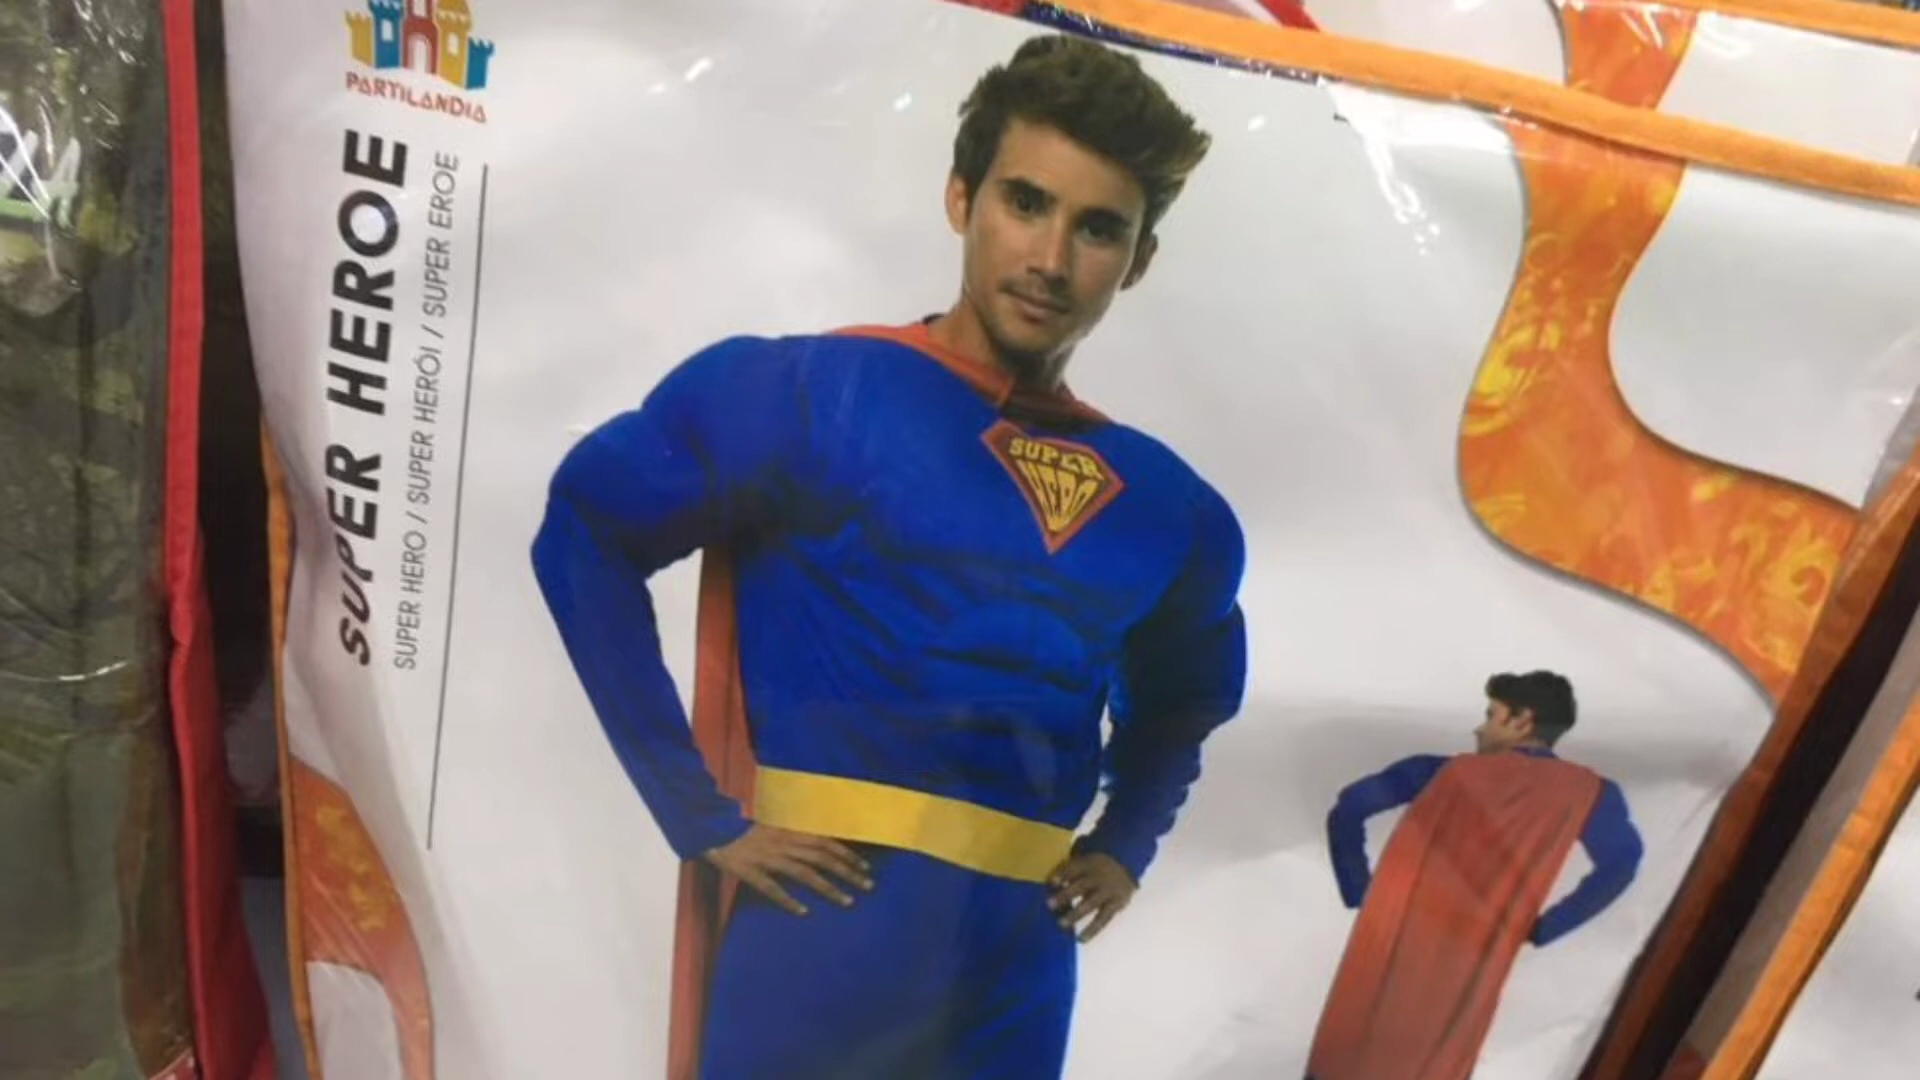 PARTILANDIA
SUPER HEROE
SUPER HERO / SUPER HERÓI / SUPER EROE
SUPER
HERO